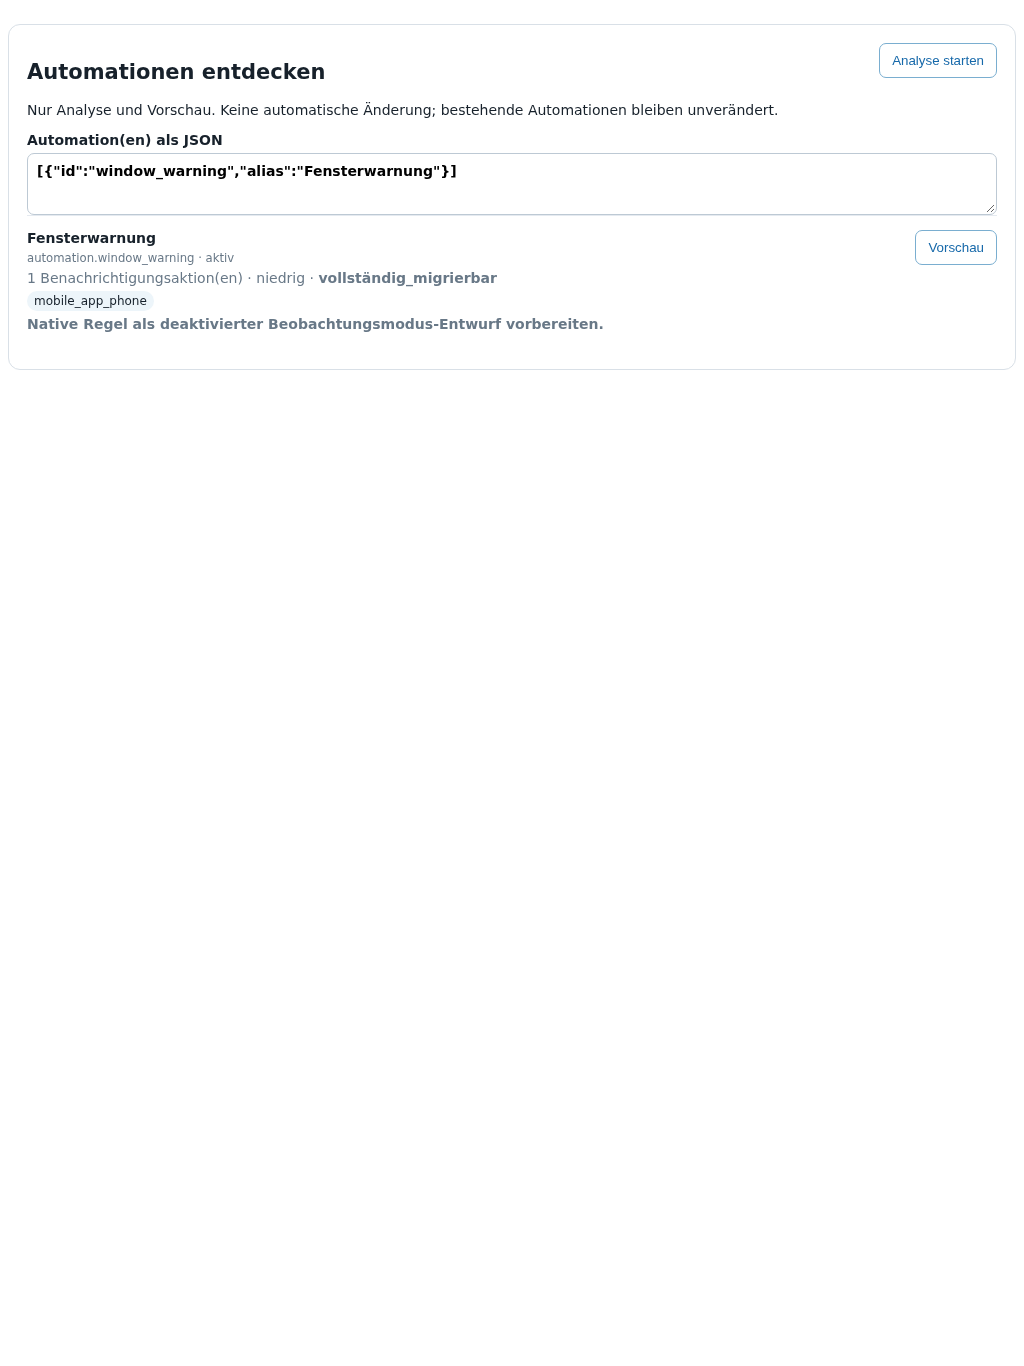 Automationen entdecken
Analyse starten
Nur Analyse und Vorschau. Keine automatische Änderung; bestehende Automationen bleiben unverändert.
Automation(en) als JSON
[{"id":"window_warning","alias":"Fensterwarnung"}]
Fensterwarnung
Vorschau
automation.window_warning · aktiv
1 Benachrichtigungsaktion(en) · niedrig · vollständig_migrierbar
mobile_app_phone
Native Regel als deaktivierter Beobachtungsmodus-Entwurf vorbereiten.